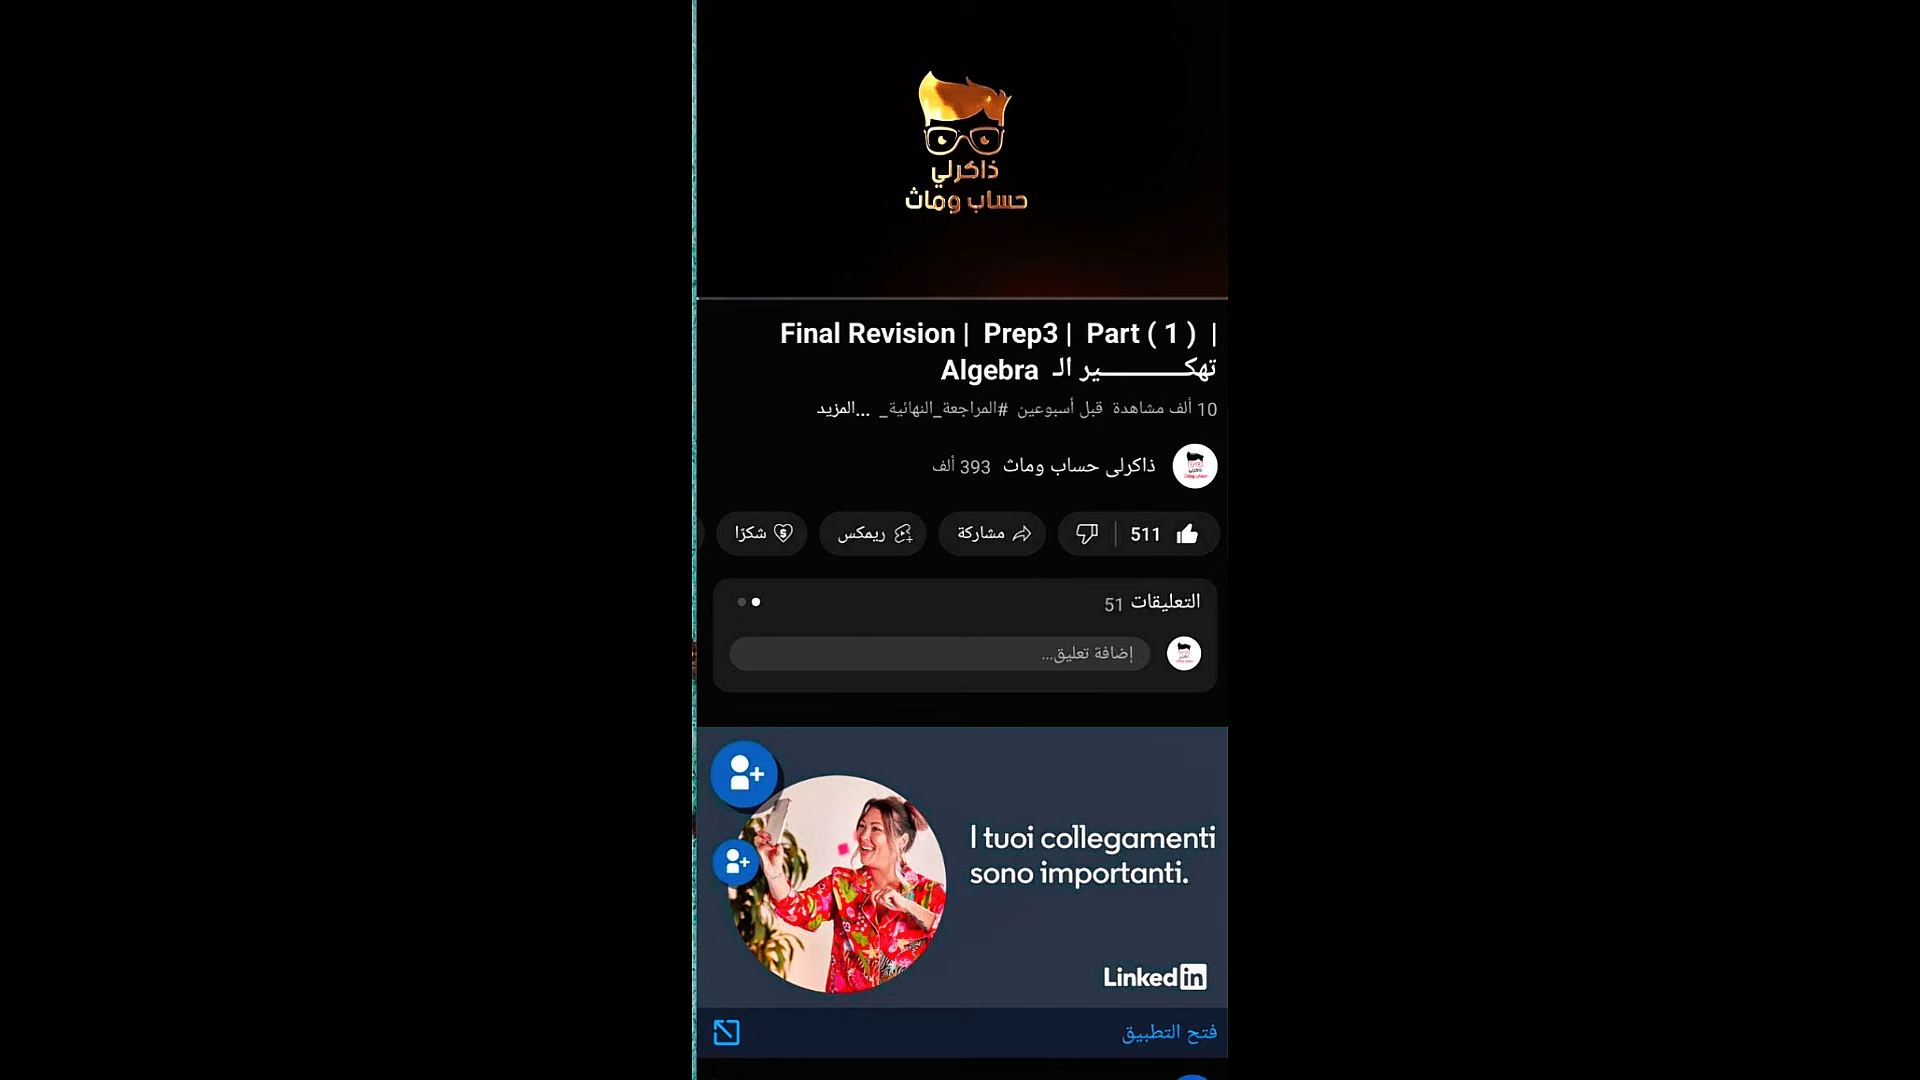 ذاكرلي
حساب وماث
Final Revision | Prep3 | Part ( 1 ) |
تهكـــــــــــــير الـ Algebra
10 ألف مشاهدة قبل أسبوعين #المراجعة_النهائية_ ...المزيد
ذاكرلى حساب وماث 393 ألف
511
مشاركة
ريمكس
شكرًا
التعليقات 51
إضافة تعليق...
I tuoi collegamenti
sono importanti.
Linkedin
فتح التطبيق